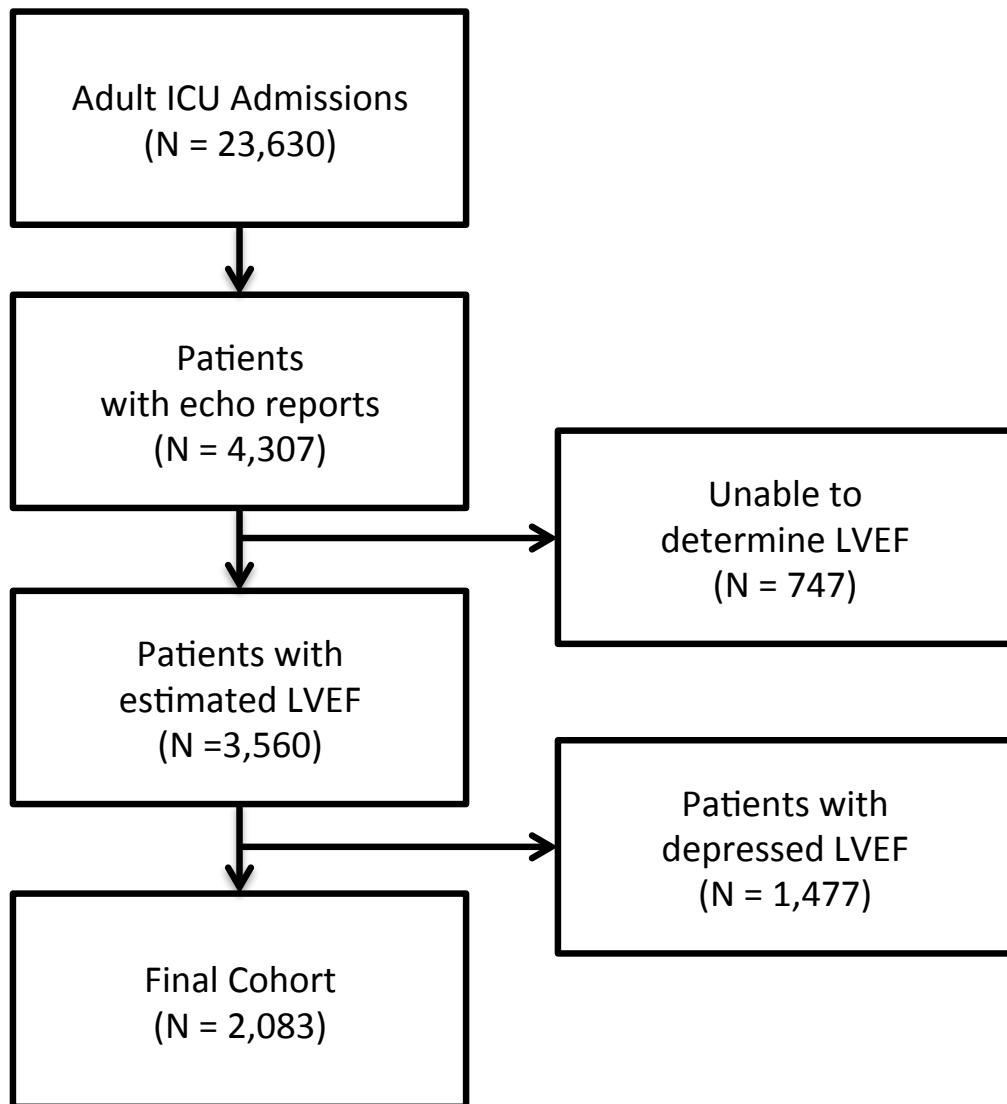 Adult ICU Admissions
(N = 23,630)
Patients
with echo reports
(N = 4,307)
Unable to
determine LVEF
(N = 747)
Patients with
estimated LVEF
(N =3,560)
Patients with
depressed LVEF
(N = 1,477)
Final Cohort
(N = 2,083)